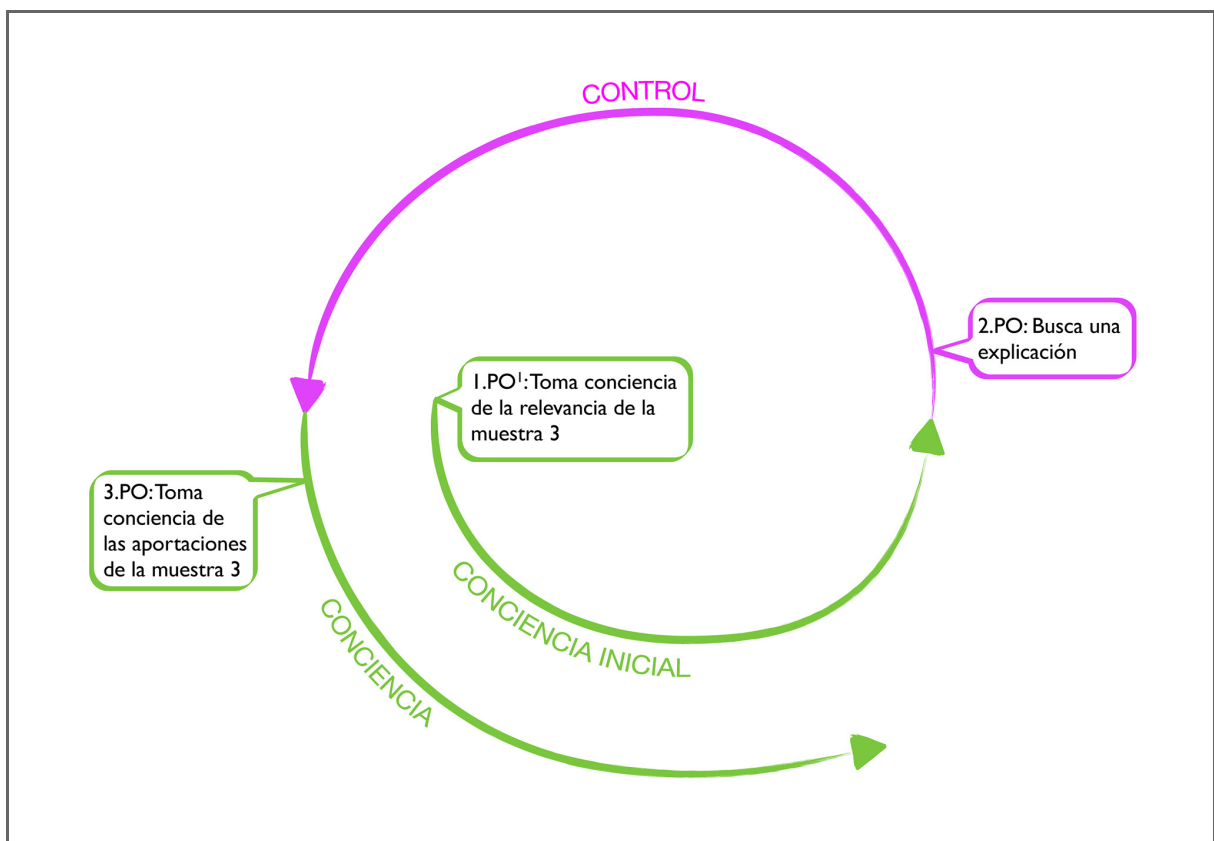 CONTROL
2.PO: Busca una
explicación
1.PO¹: Toma conciencia
de la relevancia de la
muestra 3
3.PO: Toma
conciencia de
las aportaciones
de la muestra 3
CONCIENCIA INICIAL
CONCIENCIA